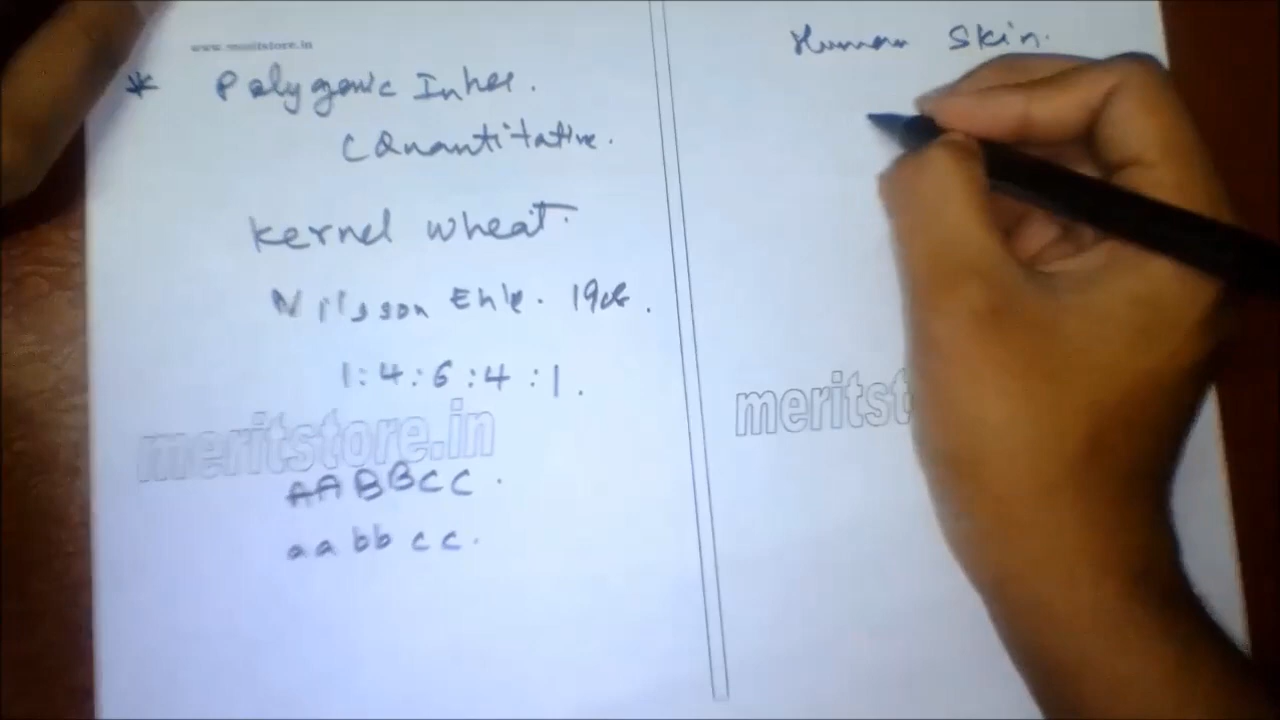 www.meritstore.in
* Polygenic Inher.
(Quantitative.
Kernel wheat.
Nilsson Ehle. 1908.
1:4:6:4:1.
meritstore.in
AABBCC.
aabbcc.
Human Skin.
meritst